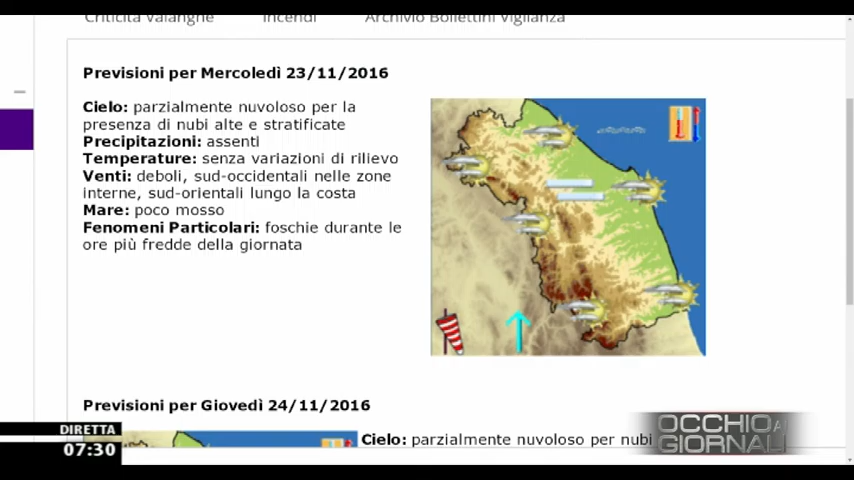 Criticità Valanghe Incendi Archivio Bollettini Vigilanza
Previsioni per Mercoledì 23/11/2016
Cielo: parzialmente nuvoloso per la
presenza di nubi alte e stratificate
Precipitazioni: assenti
Temperature: senza variazioni di rilievo
Venti: deboli, sud-occidentali nelle zone
interne, sud-orientali lungo la costa
Mare: poco mosso
Fenomeni Particolari: foschie durante le
ore più fredde della giornata
Previsioni per Giovedì 24/11/2016
Cielo: parzialmente nuvoloso per nubi
DIRETTA
07:30
OCCHIO AI
GIORNALI